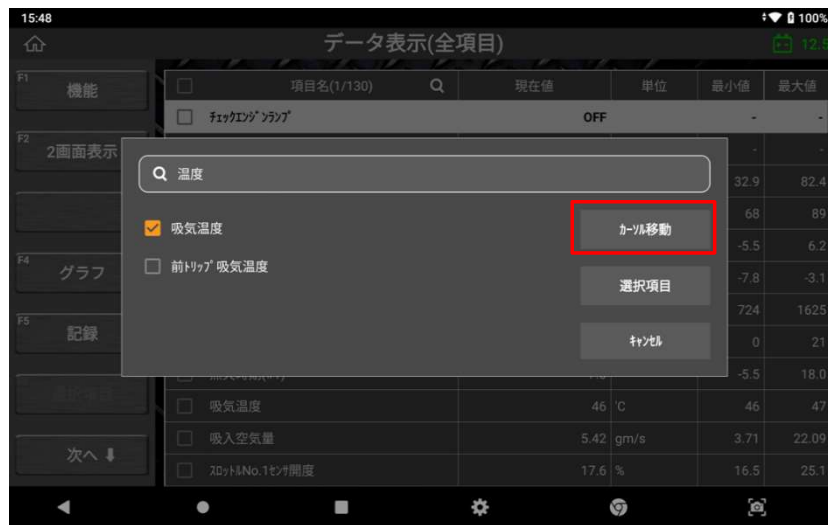 15:48 100%
データ表示(全項目) 12.5
F1 機能
項目名(1/130) 現在値 単位 最小値 最大値
ﾁｪｯｸｴﾝｼﾞﾝﾗﾝﾌﾟ OFF - -
F2 2画面表示
- -
温度
32.9 82.4
68 89
吸気温度
ｶｰｿﾙ移動
-5.5 6.2
前ﾄﾘｯﾌﾟ吸気温度
F4 グラフ
選択項目
-7.8 -3.1
724 1625
F5 記録
ｷｬﾝｾﾙ
0 21
-5.5 18.0
選択項目
吸気温度 46 ℃ 46 47
吸入空気量 5.42 gm/s 3.71 22.09
次へ
ｽﾛｯﾄﾙNo.1ｾﾝｻ開度 17.6 % 16.5 25.1